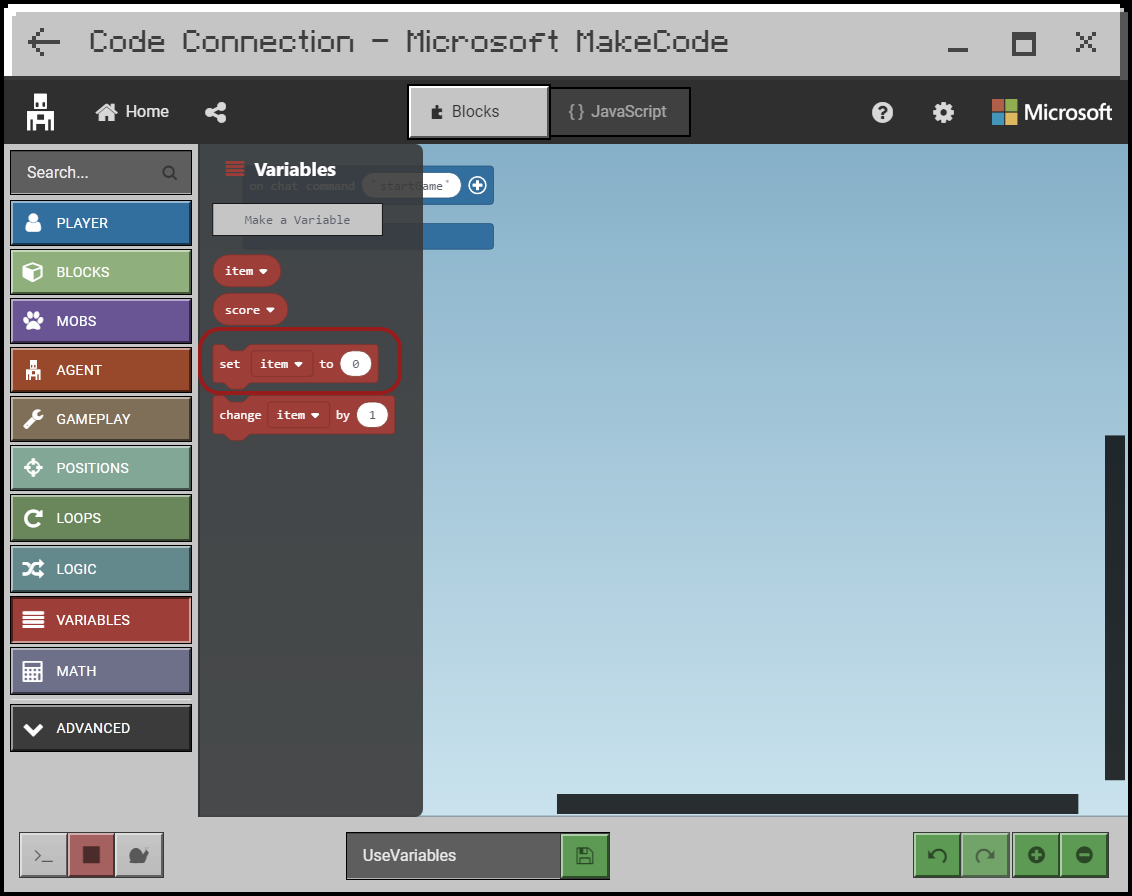 Code Connection - Microsoft MakeCode
Home
Blocks
{} JavaScript
Microsoft
Search...
PLAYER
BLOCKS
MOBS
AGENT
GAMEPLAY
POSITIONS
LOOPS
LOGIC
VARIABLES
MATH
ADVANCED
Variables
on chat command "startGame"
Make a Variable
item
score
set item to 0
change item by 1
>_
UseVariables